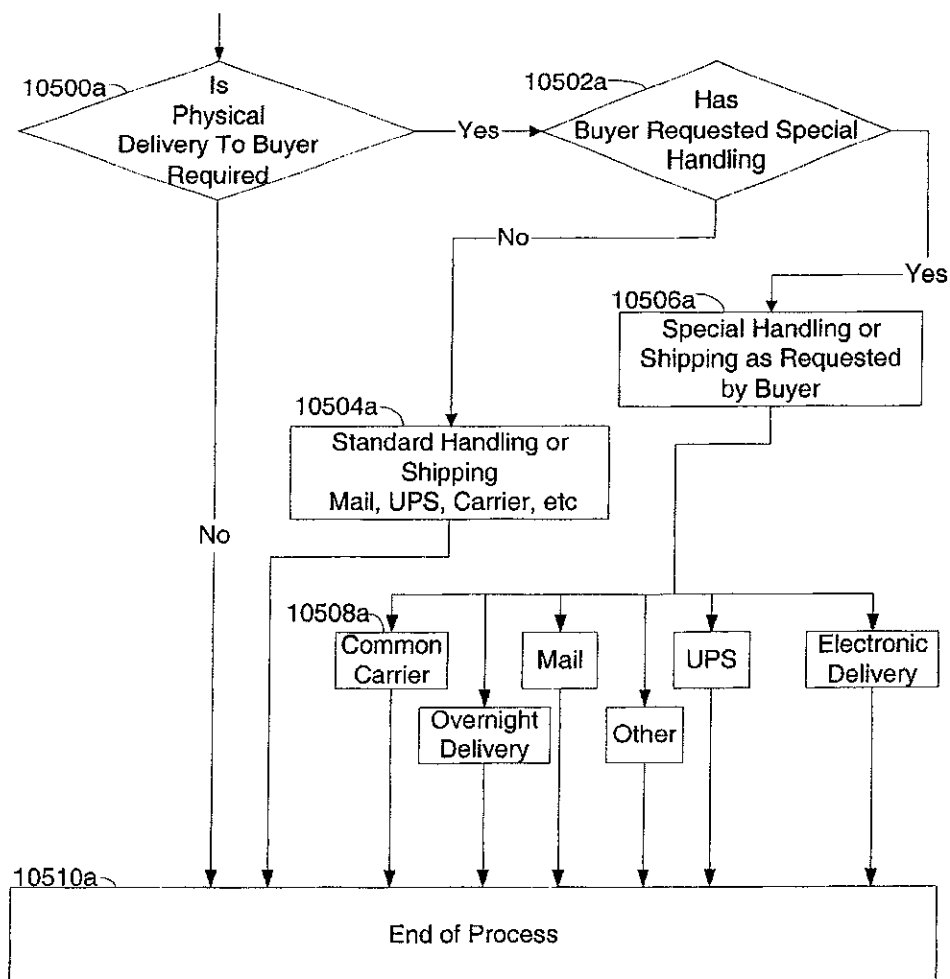 10500a
Is
Physical
Delivery To Buyer
Required
Yes
10502a
Has
Buyer Requested Special
Handling
No
Yes
10506a
Special Handling or
Shipping as Requested
by Buyer
10504a
Standard Handling or
Shipping
Mail, UPS, Carrier, etc
No
10508a
Common
Carrier
Mail
UPS
Electronic
Delivery
Overnight
Delivery
Other
10510a
End of Process